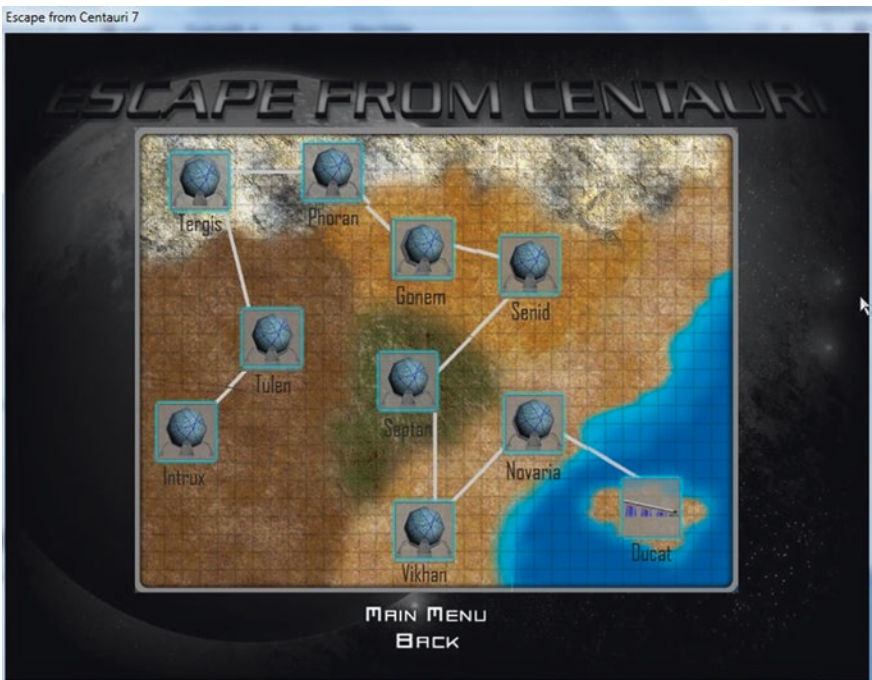 Escape from Centauri 7
ESCAPE FROM CENTAURI
Tergis
Phoran
Gonem
Senid
Tulen
Septan
Intrux
Novaria
Vikhan
Ducat
MAIN MENU
BACK